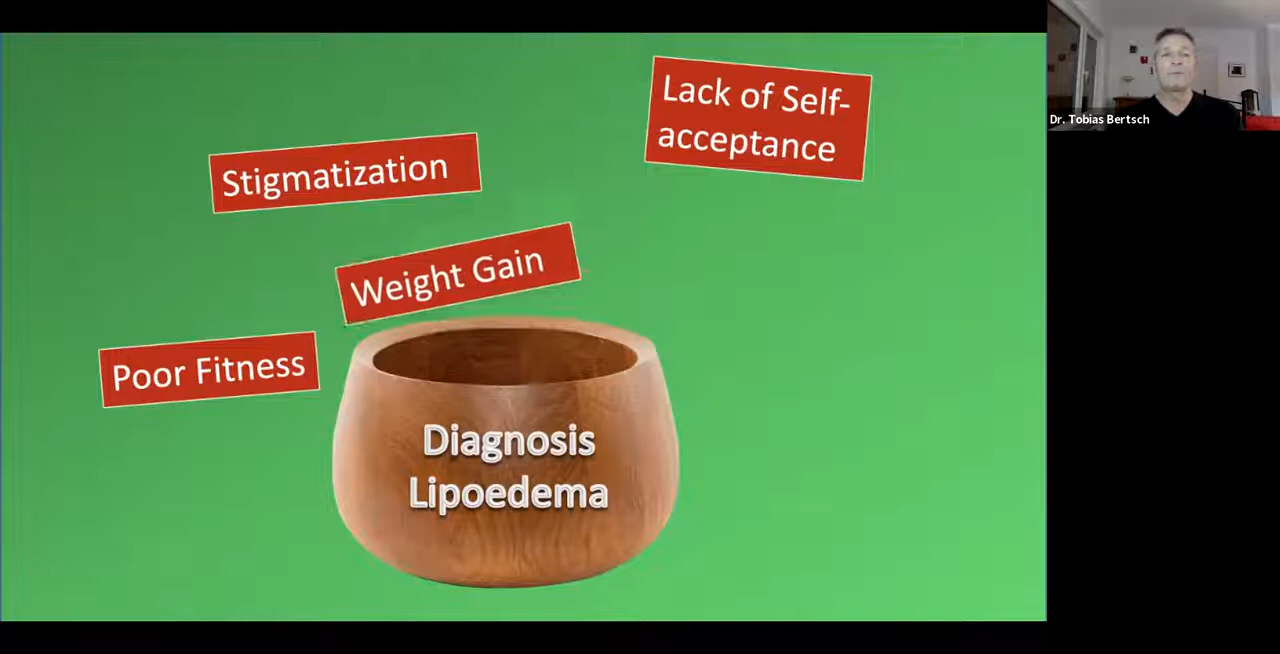 Lack of Self-
acceptance
Stigmatization
Weight Gain
Poor Fitness
Diagnosis
Lipoedema
Dr. Tobias Bertsch